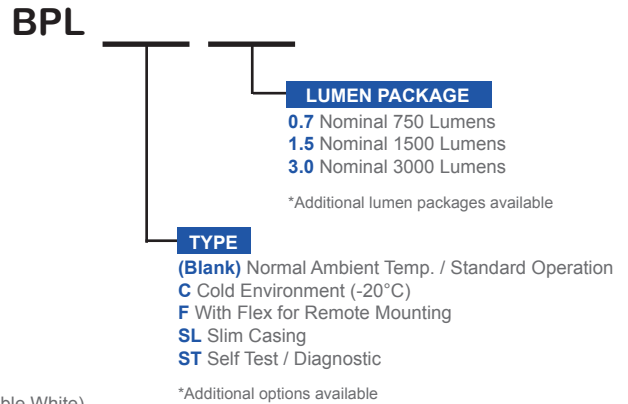 BPL
LUMEN PACKAGE
0.7 Nominal 750 Lumens
1.5 Nominal 1500 Lumens
3.0 Nominal 3000 Lumens
*Additional lumen packages available
TYPE
(Blank) Normal Ambient Temp. / Standard Operation
C Cold Environment (-20°C)
F With Flex for Remote Mounting
SL Slim Casing
ST Self Test / Diagnostic
*Additional options available
White)